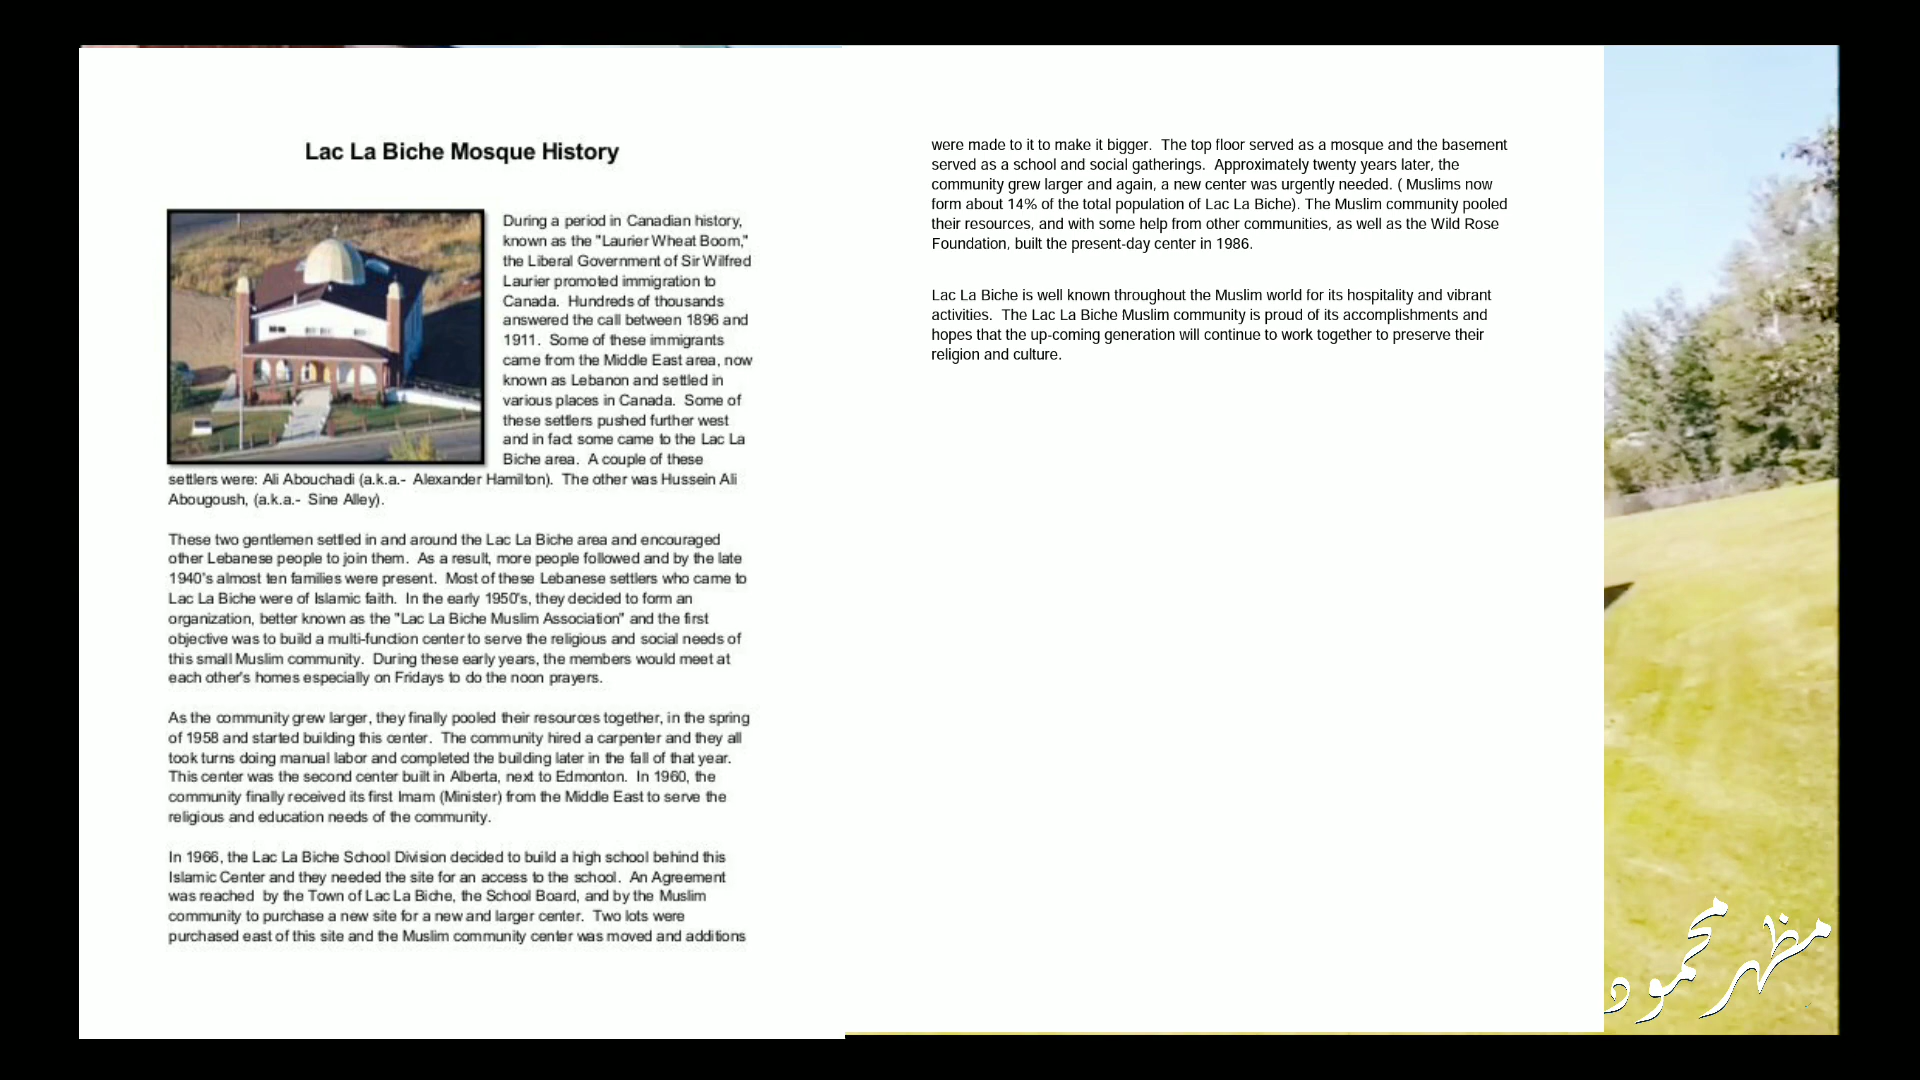 Lac La Biche Mosque History
During a period in Canadian history,
known as the "Laurier Wheat Boom,"
the Liberal Government of Sir Wilfred
Laurier promoted immigration to
Canada.  Hundreds of thousands
answered the call between 1896 and
1911.  Some of these immigrants
came from the Middle East area, now
known as Lebanon and settled in
various places in Canada.  Some of
these settlers pushed further west
and in fact some came to the Lac La
Biche area.  A couple of these
settlers were: Ali Abouchadi (a.k.a.-  Alexander Hamilton).  The other was Hussein Ali
Abougoush, (a.k.a.-  Sine Alley).
These two gentlemen settled in and around the Lac La Biche area and encouraged
other Lebanese people to join them.  As a result, more people followed and by the late
1940's almost ten families were present.  Most of these Lebanese settlers who came to
Lac La Biche were of Islamic faith.  In the early 1950's, they decided to form an
organization, better known as the "Lac La Biche Muslim Association" and the first
objective was to build a multi-function center to serve the religious and social needs of
this small Muslim community.  During these early years, the members would meet at
each other's homes especially on Fridays to do the noon prayers.
As the community grew larger, they finally pooled their resources together, in the spring
of 1958 and started building this center.  The community hired a carpenter and they all
took turns doing manual labor and completed the building later in the fall of that year.
This center was the second center built in Alberta, next to Edmonton.  In 1960, the
community finally received its first Imam (Minister) from the Middle East to serve the
religious and education needs of the community.
In 1966, the Lac La Biche School Division decided to build a high school behind this
Islamic Center and they needed the site for an access to the school.  An Agreement
was reached  by the Town of Lac La Biche, the School Board, and by the Muslim
community to purchase a new site for a new and larger center.  Two lots were
purchased east of this site and the Muslim community center was moved and additions
were made to it to make it bigger.  The top floor served as a mosque and the basement
served as a school and social gatherings.  Approximately twenty years later, the
community grew larger and again, a new center was urgently needed. ( Muslims now
form about 14% of the total population of Lac La Biche). The Muslim community pooled
their resources, and with some help from other communities, as well as the Wild Rose
Foundation, built the present-day center in 1986.
Lac La Biche is well known throughout the Muslim world for its hospitality and vibrant
activities.  The Lac La Biche Muslim community is proud of its accomplishments and
hopes that the up-coming generation will continue to work together to preserve their
religion and culture.
مظہر محمود